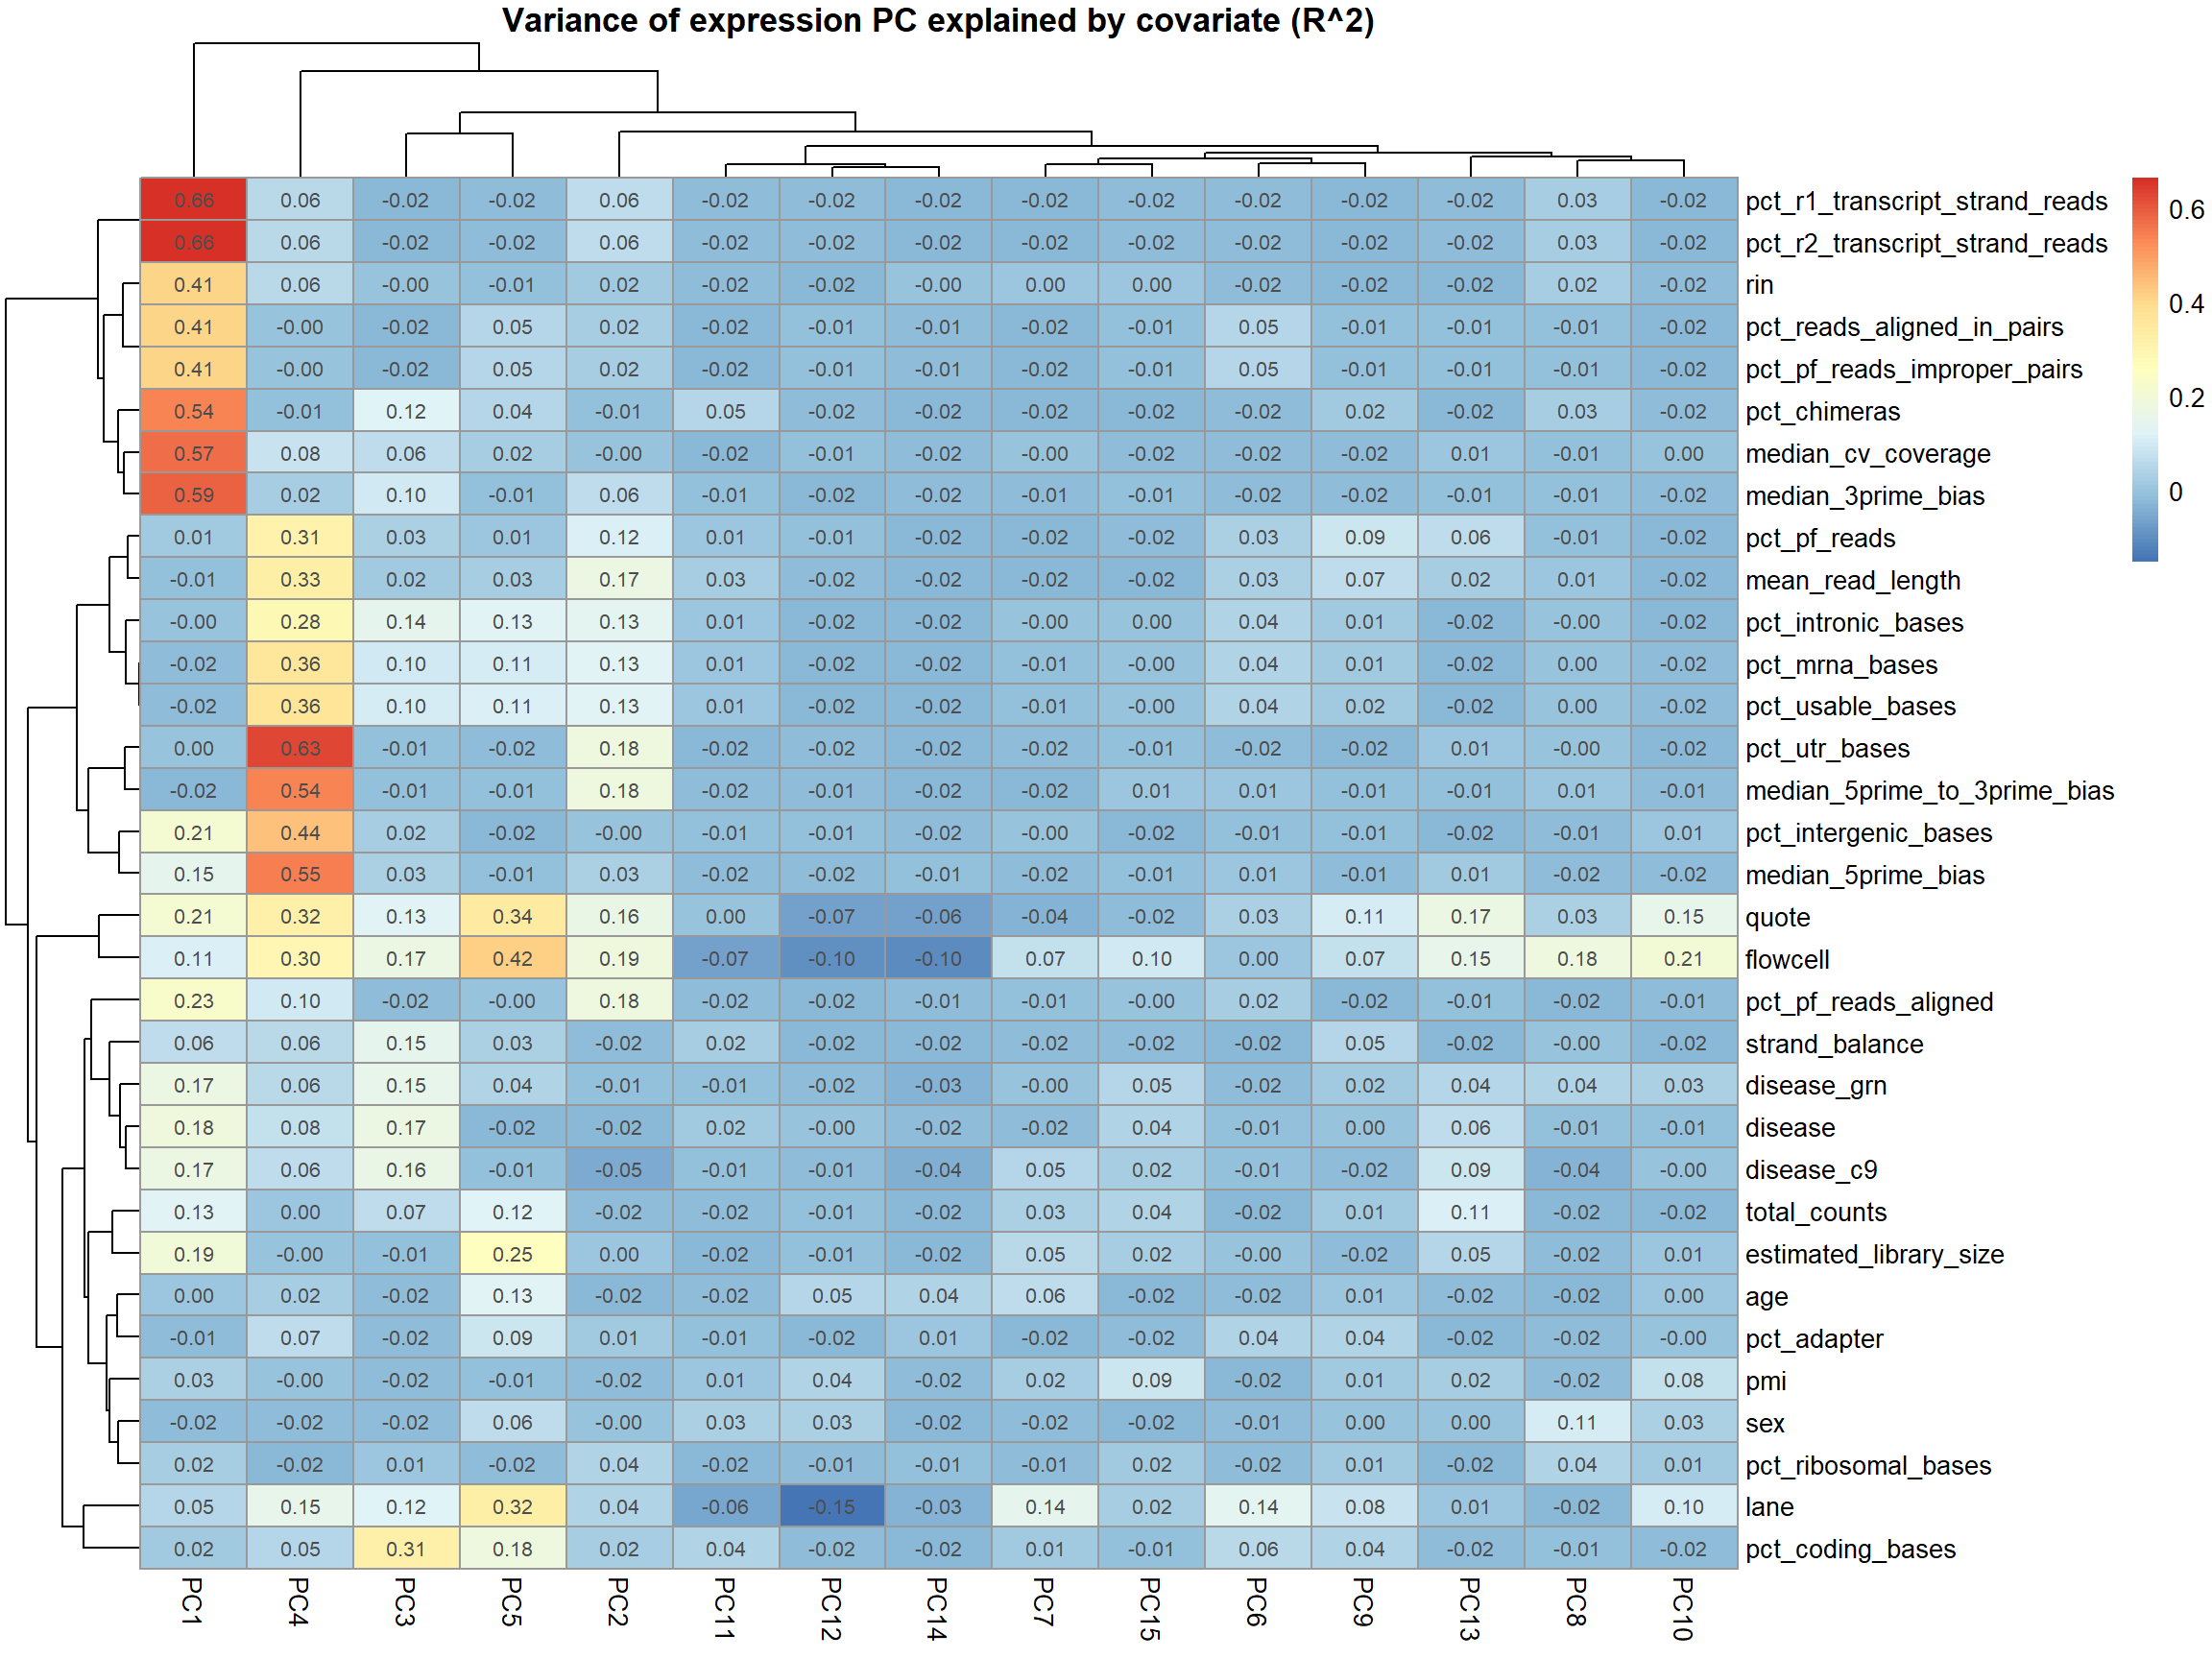 Variance of expression PC explained by covariate (R^2)
0.66 0.06 -0.02 -0.02 0.06 -0.02 -0.02 -0.02 -0.02 -0.02 -0.02 -0.02 -0.02 0.03 -0.02 pct_r1_transcript_strand_reads
0.6
0.66 0.06 -0.02 -0.02 0.06 -0.02 -0.02 -0.02 -0.02 -0.02 -0.02 -0.02 -0.02 0.03 -0.02 pct_r2_transcript_strand_reads
0.41 0.06 -0.00 -0.01 0.02 -0.02 -0.02 -0.00 0.00 0.00 -0.02 -0.02 -0.02 0.02 -0.02 rin
0.4
0.41 -0.00 -0.02 0.05 0.02 -0.02 -0.01 -0.01 -0.02 -0.01 0.05 -0.01 -0.01 -0.01 -0.02 pct_reads_aligned_in_pairs
0.41 -0.00 -0.02 0.05 0.02 -0.02 -0.01 -0.01 -0.02 -0.01 0.05 -0.01 -0.01 -0.01 -0.02 pct_pf_reads_improper_pairs
0.2
0.54 -0.01 0.12 0.04 -0.01 0.05 -0.02 -0.02 -0.02 -0.02 -0.02 0.02 -0.02 0.03 -0.02 pct_chimeras
0.57 0.08 0.06 0.02 -0.00 -0.02 -0.01 -0.02 -0.00 -0.02 -0.02 -0.02 0.01 -0.01 0.00 median_cv_coverage
0
0.59 0.02 0.10 -0.01 0.06 -0.01 -0.02 -0.02 -0.01 -0.01 -0.02 -0.02 -0.01 -0.01 -0.02 median_3prime_bias
0.01 0.31 0.03 0.01 0.12 0.01 -0.01 -0.02 -0.02 -0.02 0.03 0.09 0.06 -0.01 -0.02 pct_pf_reads
-0.01 0.33 0.02 0.03 0.17 0.03 -0.02 -0.02 -0.02 -0.02 0.03 0.07 0.02 0.01 -0.02 mean_read_length
-0.00 0.28 0.14 0.13 0.13 0.01 -0.02 -0.02 -0.00 0.00 0.04 0.01 -0.02 -0.00 -0.02 pct_intronic_bases
-0.02 0.36 0.10 0.11 0.13 0.01 -0.02 -0.02 -0.01 -0.00 0.04 0.01 -0.02 0.00 -0.02 pct_mrna_bases
-0.02 0.36 0.10 0.11 0.13 0.01 -0.02 -0.02 -0.01 -0.00 0.04 0.02 -0.02 0.00 -0.02 pct_usable_bases
0.00 0.63 -0.01 -0.02 0.18 -0.02 -0.02 -0.02 -0.02 -0.01 -0.02 -0.02 0.01 -0.00 -0.02 pct_utr_bases
-0.02 0.54 -0.01 -0.01 0.18 -0.02 -0.01 -0.02 -0.02 0.01 0.01 -0.01 -0.01 0.01 -0.01 median_5prime_to_3prime_bias
0.21 0.44 0.02 -0.02 -0.00 -0.01 -0.01 -0.02 -0.00 -0.02 -0.01 -0.01 -0.02 -0.01 0.01 pct_intergenic_bases
0.15 0.55 0.03 -0.01 0.03 -0.02 -0.02 -0.01 -0.02 -0.01 0.01 -0.01 0.01 -0.02 -0.02 median_5prime_bias
0.21 0.32 0.13 0.34 0.16 0.00 -0.07 -0.06 -0.04 -0.02 0.03 0.11 0.17 0.03 0.15 quote
0.11 0.30 0.17 0.42 0.19 -0.07 -0.10 -0.10 0.07 0.10 0.00 0.07 0.15 0.18 0.21 flowcell
0.23 0.10 -0.02 -0.00 0.18 -0.02 -0.02 -0.01 -0.01 -0.00 0.02 -0.02 -0.01 -0.02 -0.01 pct_pf_reads_aligned
0.06 0.06 0.15 0.03 -0.02 0.02 -0.02 -0.02 -0.02 -0.02 -0.02 0.05 -0.02 -0.00 -0.02 strand_balance
0.17 0.06 0.15 0.04 -0.01 -0.01 -0.02 -0.03 -0.00 0.05 -0.02 0.02 0.04 0.04 0.03 disease_grn
0.18 0.08 0.17 -0.02 -0.02 0.02 -0.00 -0.02 -0.02 0.04 -0.01 0.00 0.06 -0.01 -0.01 disease
0.17 0.06 0.16 -0.01 -0.05 -0.01 -0.01 -0.04 0.05 0.02 -0.01 -0.02 0.09 -0.04 -0.00 disease_c9
0.13 0.00 0.07 0.12 -0.02 -0.02 -0.01 -0.02 0.03 0.04 -0.02 0.01 0.11 -0.02 -0.02 total_counts
0.19 -0.00 -0.01 0.25 0.00 -0.02 -0.01 -0.02 0.05 0.02 -0.00 -0.02 0.05 -0.02 0.01 estimated_library_size
0.00 0.02 -0.02 0.13 -0.02 -0.02 0.05 0.04 0.06 -0.02 -0.02 0.01 -0.02 -0.02 0.00 age
-0.01 0.07 -0.02 0.09 0.01 -0.01 -0.02 0.01 -0.02 -0.02 0.04 0.04 -0.02 -0.02 -0.00 pct_adapter
0.03 -0.00 -0.02 -0.01 -0.02 0.01 0.04 -0.02 0.02 0.09 -0.02 0.01 0.02 -0.02 0.08 pmi
-0.02 -0.02 -0.02 0.06 -0.00 0.03 0.03 -0.02 -0.02 -0.02 -0.01 0.00 0.00 0.11 0.03 sex
0.02 -0.02 0.01 -0.02 0.04 -0.02 -0.01 -0.01 -0.01 0.02 -0.02 0.01 -0.02 0.04 0.01 pct_ribosomal_bases
0.05 0.15 0.12 0.32 0.04 -0.06 -0.15 -0.03 0.14 0.02 0.14 0.08 0.01 -0.02 0.10 lane
0.02 0.05 0.31 0.18 0.02 0.04 -0.02 -0.02 0.01 -0.01 0.06 0.04 -0.02 -0.01 -0.02 pct_coding_bases
PC1 PC4 PC3 PC5 PC2 PC11 PC12 PC14 PC7 PC15 PC6 PC9 PC13 PC8 PC10